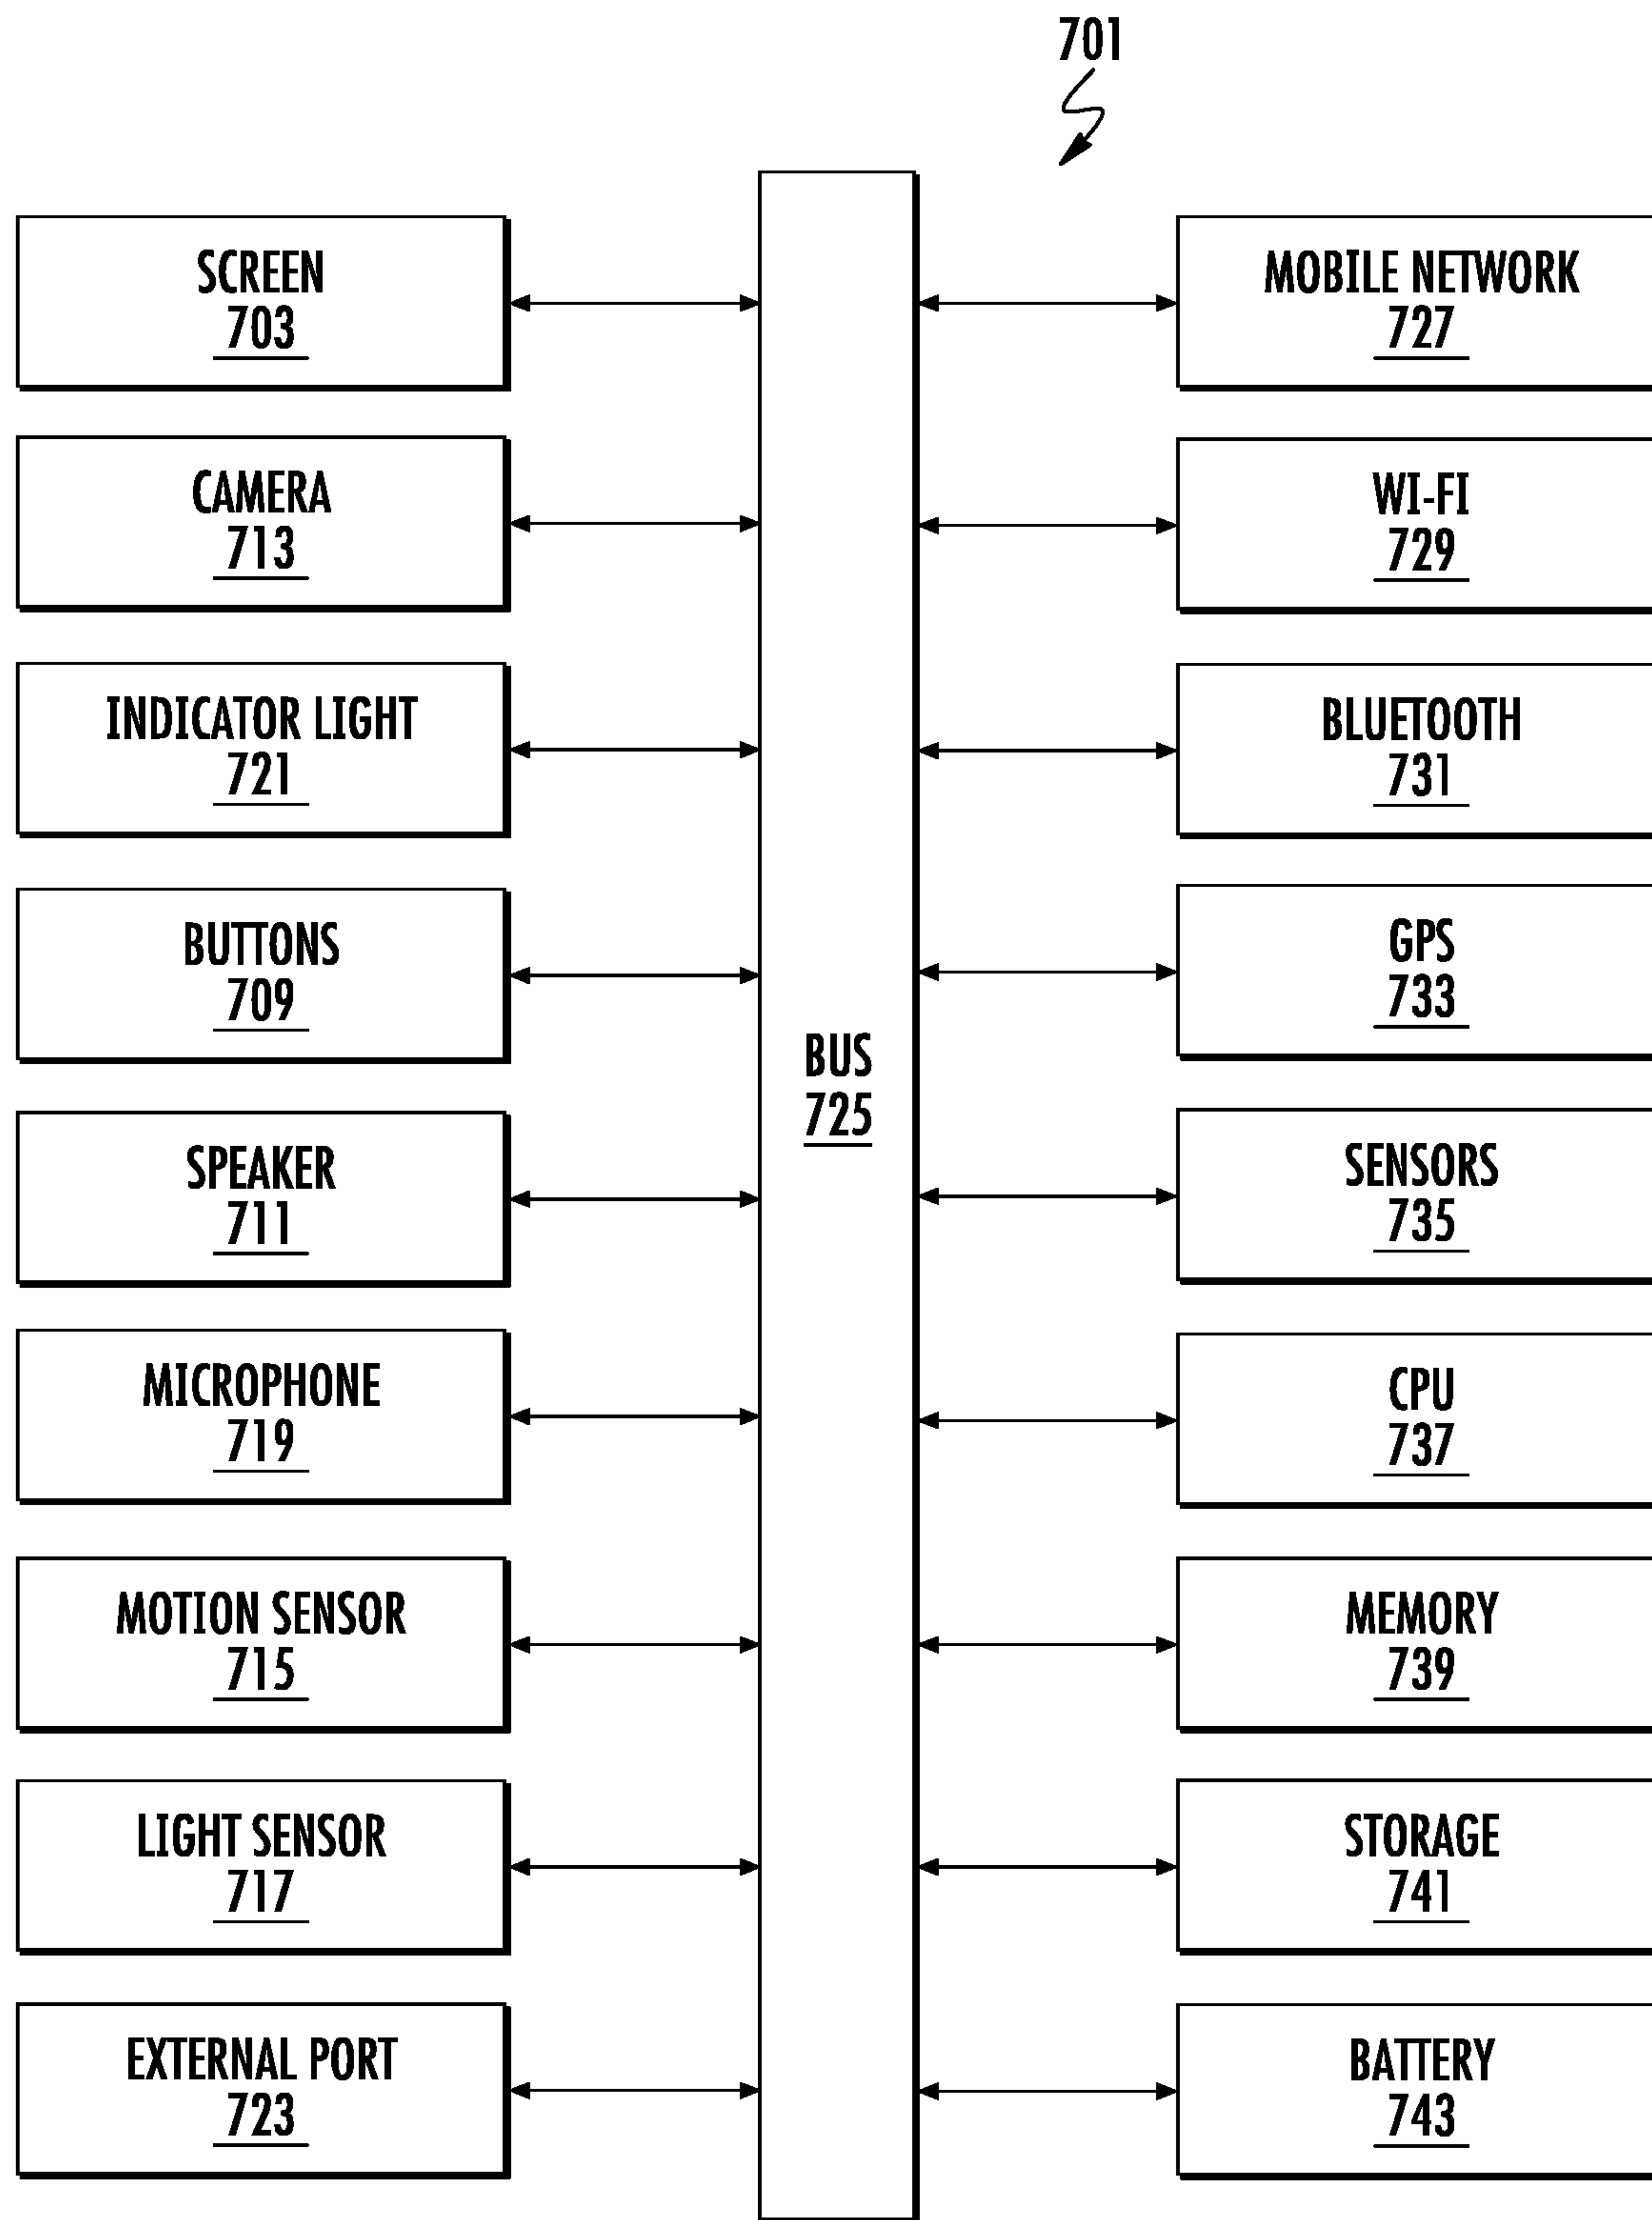 701
SCREEN
703
CAMERA
713
INDICATOR LIGHT
721
BUTTONS
709
SPEAKER
711
MICROPHONE
719
MOTION SENSOR
715
LIGHT SENSOR
717
EXTERNAL PORT
723
BUS
725
MOBILE NETWORK
727
WI-FI
729
BLUETOOTH
731
GPS
733
SENSORS
735
CPU
737
MEMORY
739
STORAGE
741
BATTERY
743